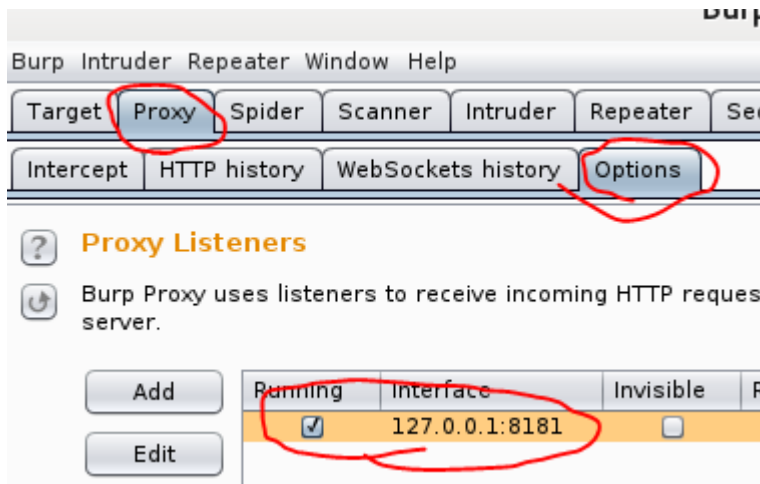 Burp Intruder Repeater Window Help
Target Proxy Spider Scanner Intruder Repeater
Intercept HTTP history WebSockets history Options
? Proxy Listeners
Burp Proxy uses listeners to receive incoming HTTP
server.
Add Running Interface Invisible
127.0.0.1:8181
Edit